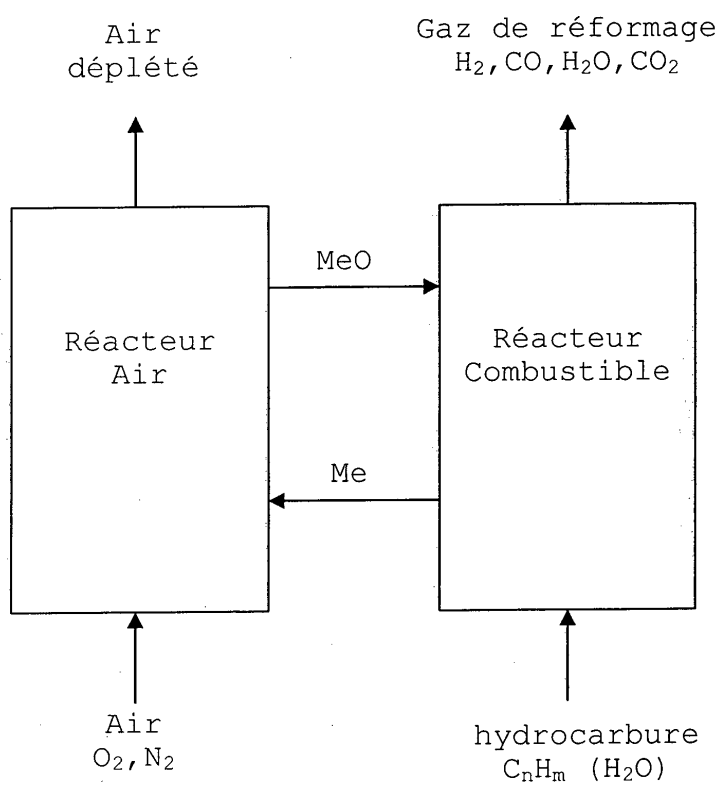 Air
déplété
Gaz de réformage
H₂,CO,H₂O,CO₂
MeO
Réacteur
Air
Réacteur
Combustible
Me
Air
O₂,N₂
hydrocarbure
CₙHₘ (H₂O)